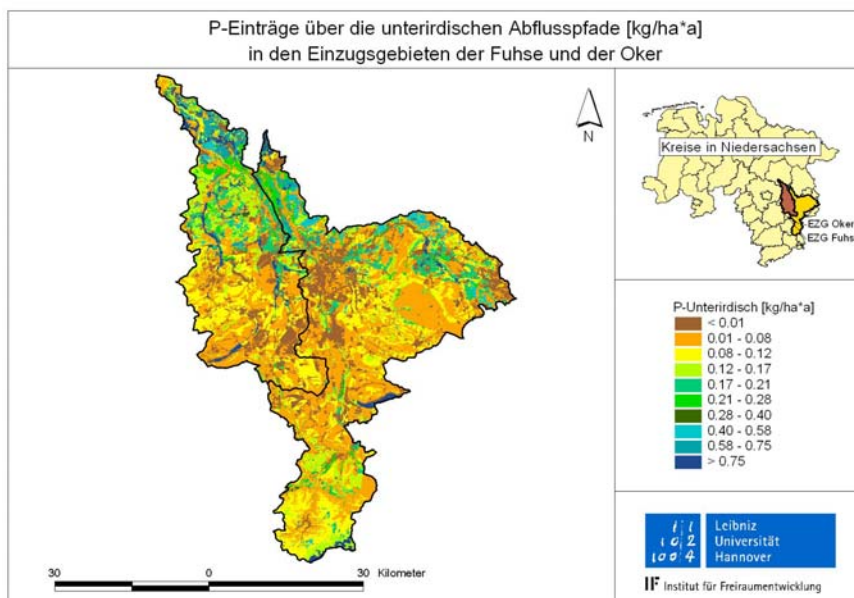 P-Einträge über die unterirdischen Abflusspfade [kg/ha*a]
in den Einzugsgebieten der Fuhse und der Oker
N
Kreise in Niedersachsen
EZG Oker
EZG Fuhse
P-Unterirdisch [kg/ha*a]
< 0.01
0.01 - 0.08
0.08 - 0.12
0.12 - 0.17
0.17 - 0.21
0.21 - 0.28
0.28 - 0.40
0.40 - 0.58
0.58 - 0.75
> 0.75
30 0 30 Kilometer
Leibniz
Universität
Hannover
IF Institut für Freiraumentwicklung